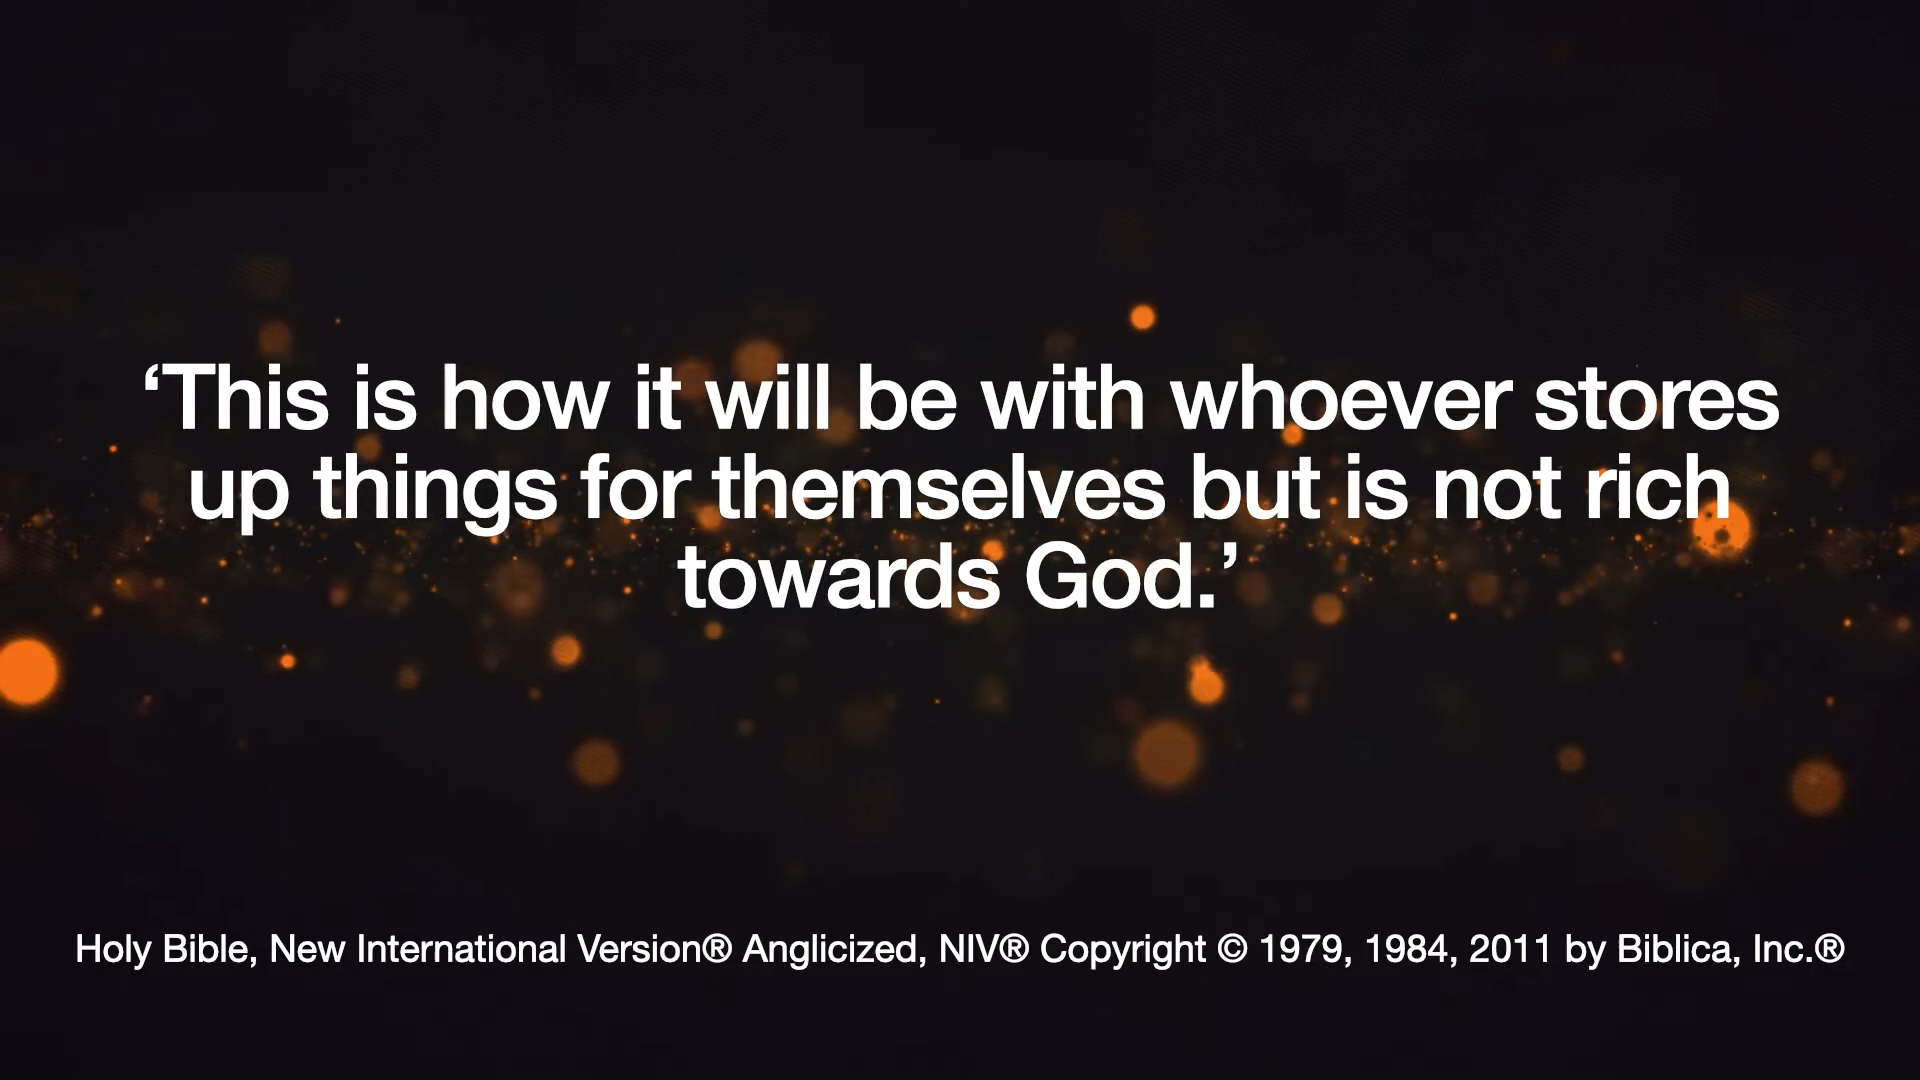 ‘This is how it will be with whoever stores
up things for themselves but is not rich
towards God.’
Holy Bible, New International Version® Anglicized, NIV® Copyright © 1979, 1984, 2011 by Biblica, Inc.®